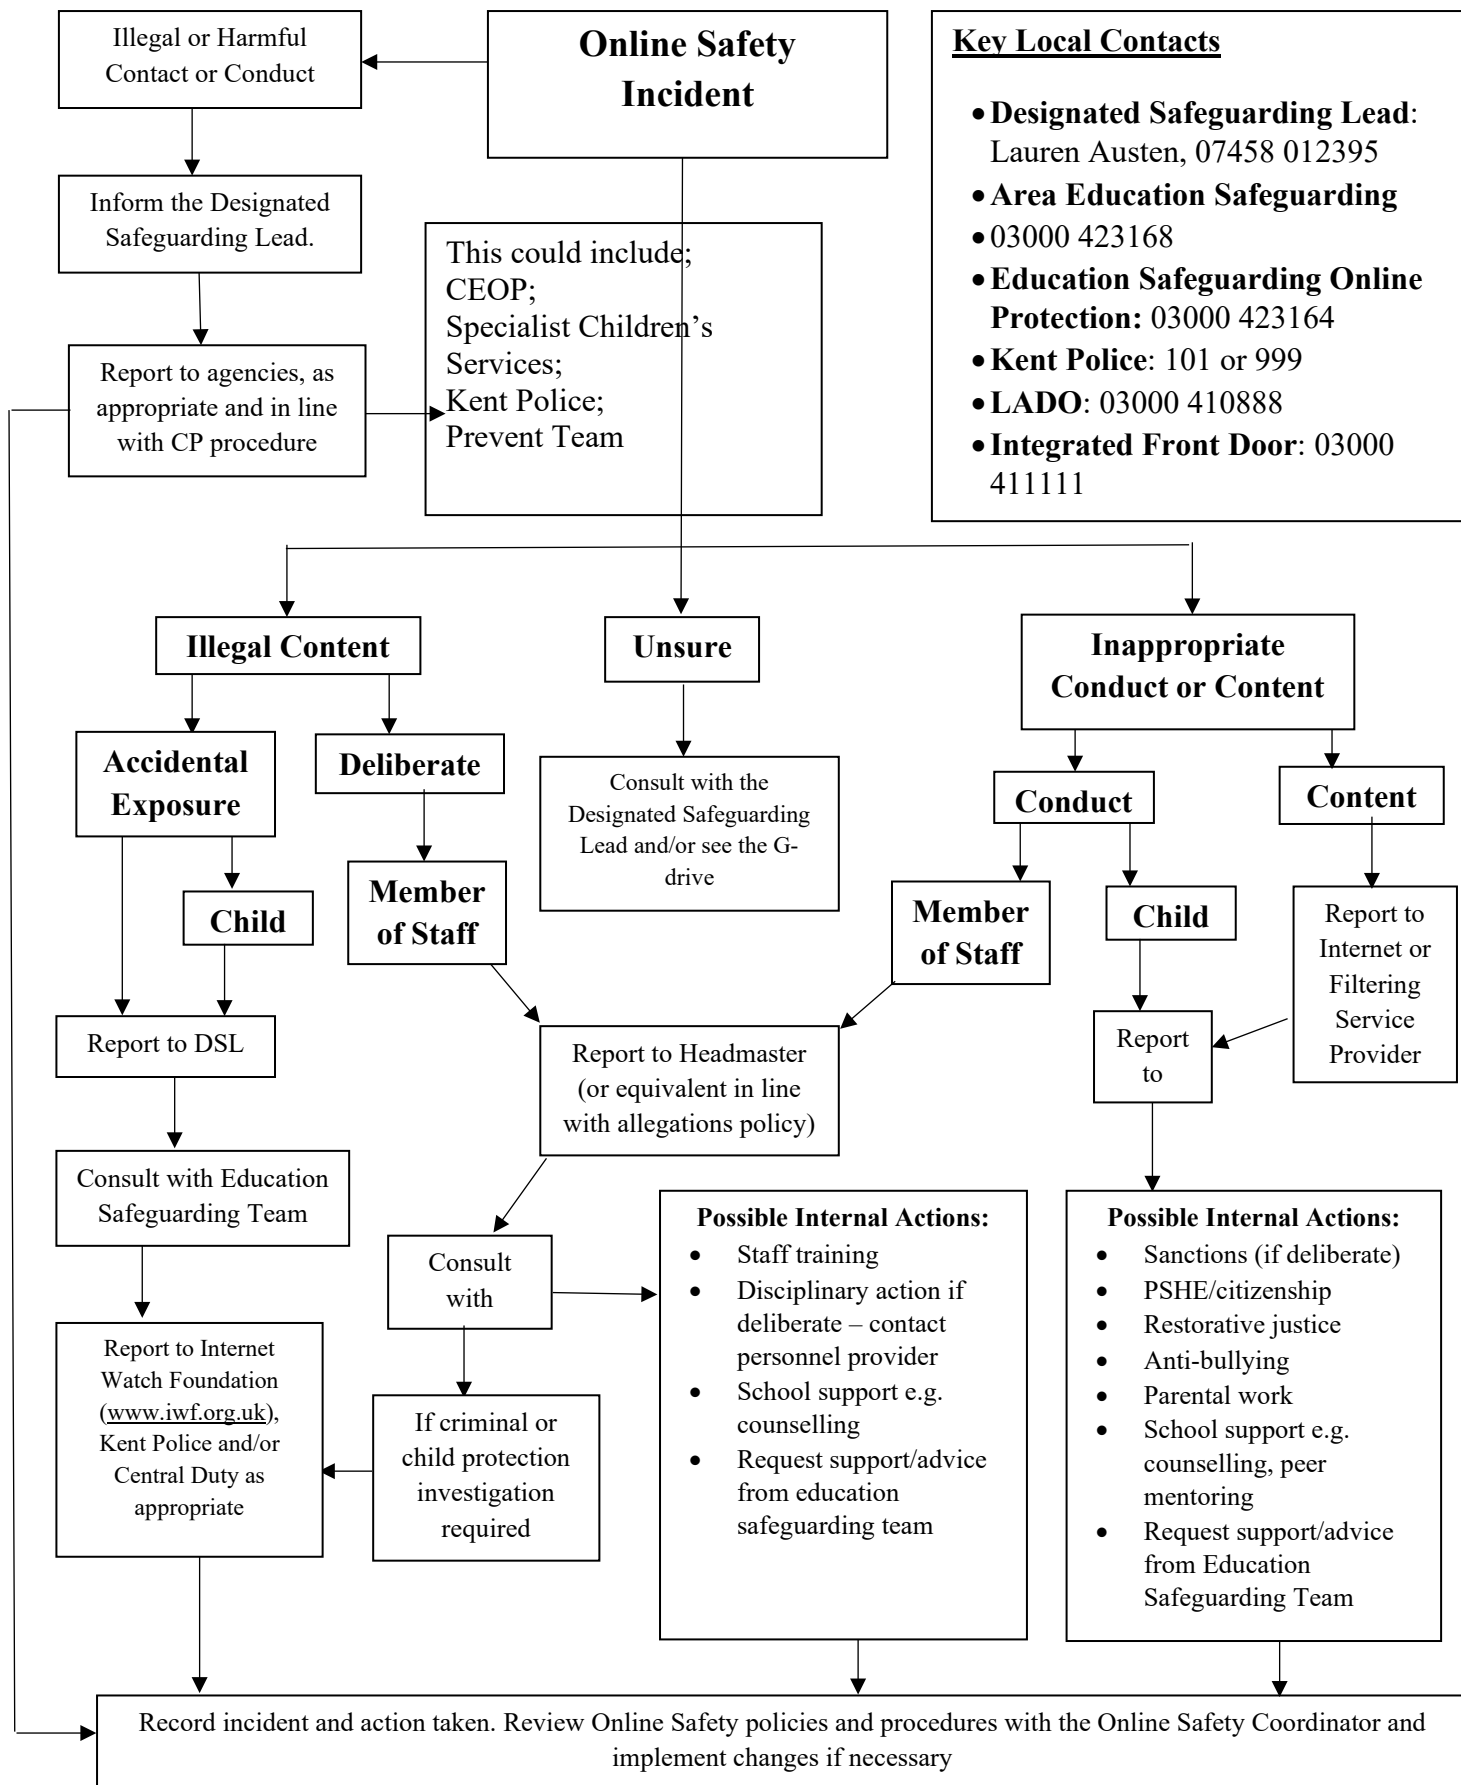 Illegal or Harmful
Contact or Conduct
Online Safety
Incident
Key Local Contacts
• Designated Safeguarding Lead:
Lauren Austen, 07458 012395
• Area Education Safeguarding
• 03000 423168
• Education Safeguarding Online
Protection: 03000 423164
• Kent Police: 101 or 999
• LADO: 03000 410888
• Integrated Front Door: 03000
411111
Inform the Designated
Safeguarding Lead.
Report to agencies, as
appropriate and in line
with CP procedure
This could include;
CEOP;
Specialist Children’s
Services;
Kent Police;
Prevent Team
Illegal Content
Unsure
Inappropriate
Conduct or Content
Accidental
Exposure
Deliberate
Consult with the
Designated Safeguarding
Lead and/or see the G-
drive
Conduct
Content
Child
Member
of Staff
Member
of Staff
Child
Report to
Internet or
Filtering
Service
Provider
Report to DSL
Report to Headmaster
(or equivalent in line
with allegations policy)
Report
to
Consult with Education
Safeguarding Team
Consult
with
Possible Internal Actions:
• Staff training
• Disciplinary action if
deliberate – contact
personnel provider
• School support e.g.
counselling
• Request support/advice
from education
safeguarding team
Possible Internal Actions:
• Sanctions (if deliberate)
• PSHE/citizenship
• Restorative justice
• Anti-bullying
• Parental work
• School support e.g.
counselling, peer
mentoring
• Request support/advice
from Education
Safeguarding Team
Report to Internet
Watch Foundation
(www.iwf.org.uk),
Kent Police and/or
Central Duty as
appropriate
If criminal or
child protection
investigation
required
Record incident and action taken. Review Online Safety policies and procedures with the Online Safety Coordinator and
implement changes if necessary